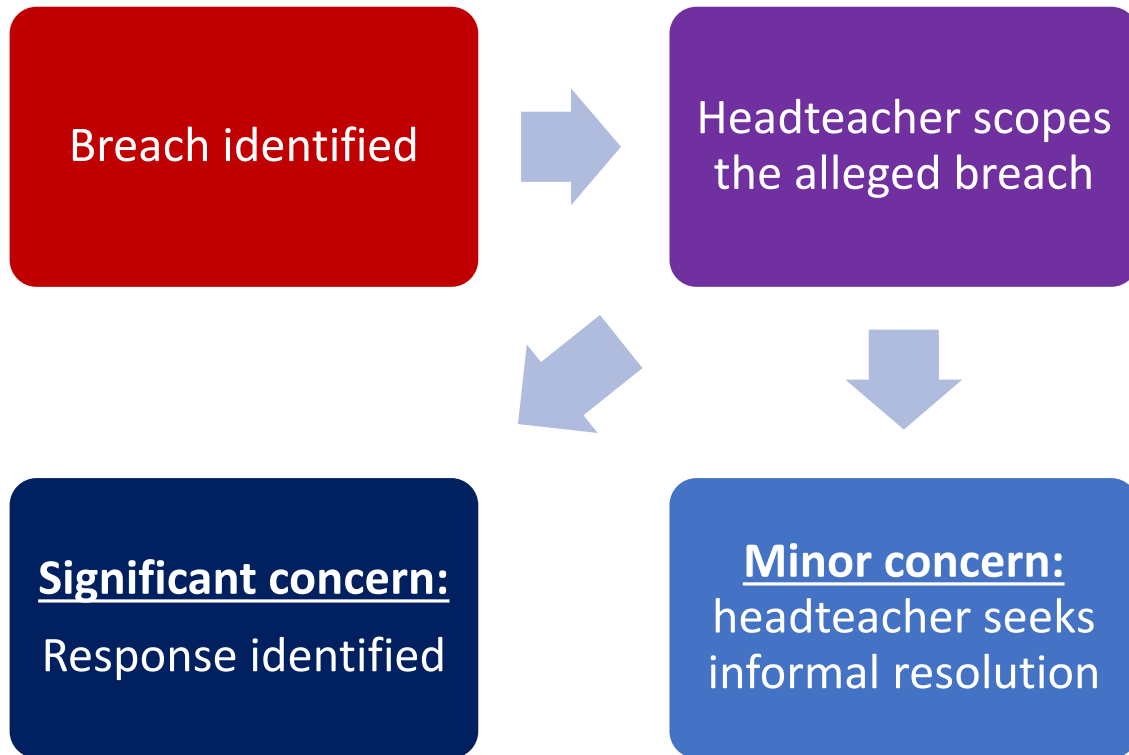 Breach identified
Headteacher scopes
the alleged breach
Significant concern:
Response identified
Minor concern:
headteacher seeks
informal resolution